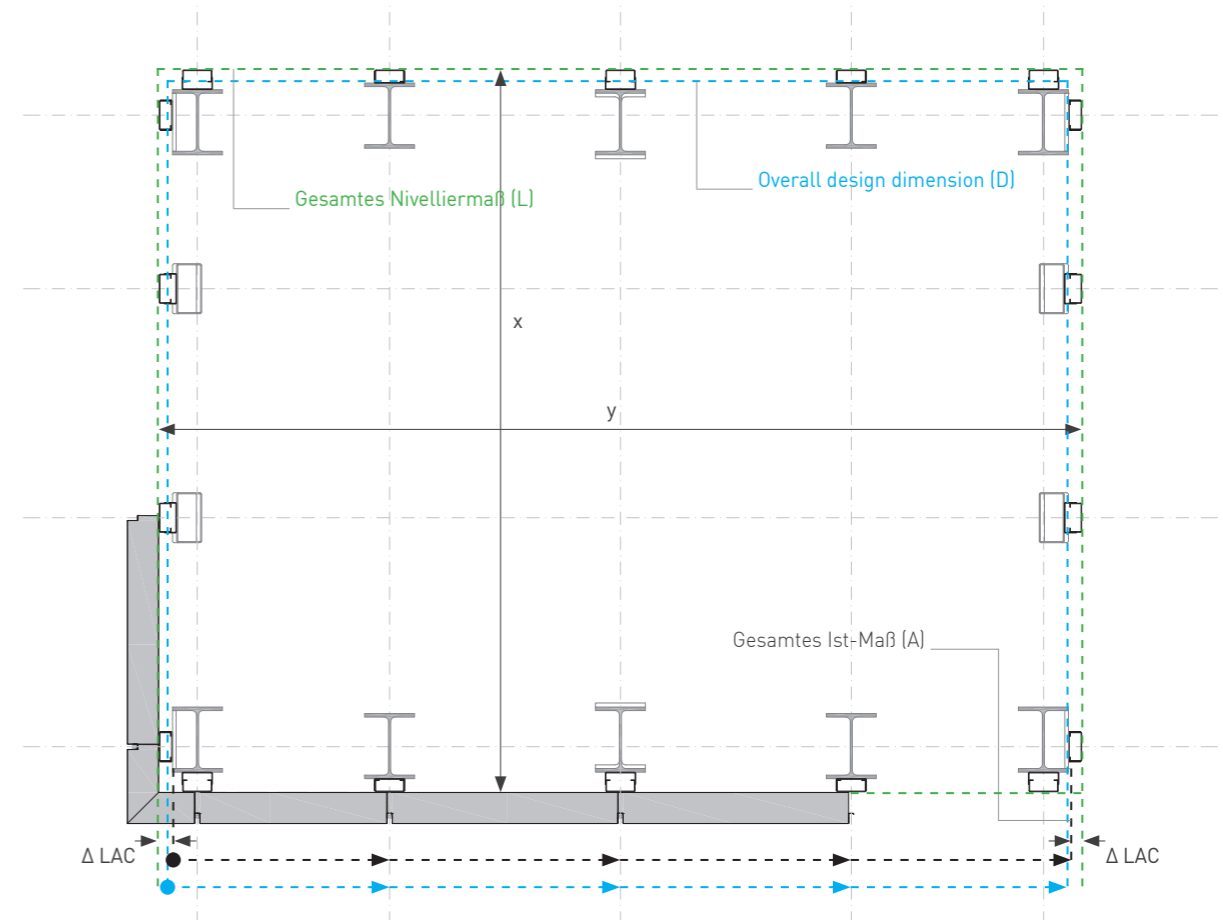 Overall design dimension (D)
Gesamtes Nivelliermaß (L)
x
y
Gesamtes Ist-Maß (A)
Δ LAC
Δ LAC